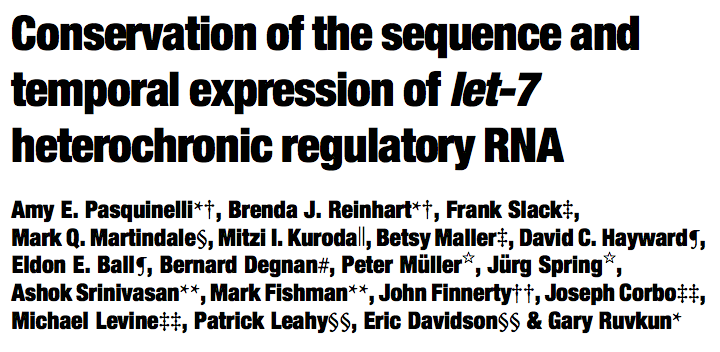 Conservation of the sequence and
temporal expression of let-7
heterochronic regulatory RNA
Amy E. Pasquinelli*†, Brenda J. Reinhart*†, Frank Slack‡,
Mark Q. Martindale§, Mitzi I. Kuroda||, Betsy Maller‡, David C. Hayward¶,
Eldon E. Ball¶, Bernard Degnan#, Peter Müller☆, Jürg Spring☆,
Ashok Srinivasan**, Mark Fishman**, John Finnerty††, Joseph Corbo‡‡,
Michael Levine‡‡, Patrick Leahy§§, Eric Davidson§§ & Gary Ruvkun*